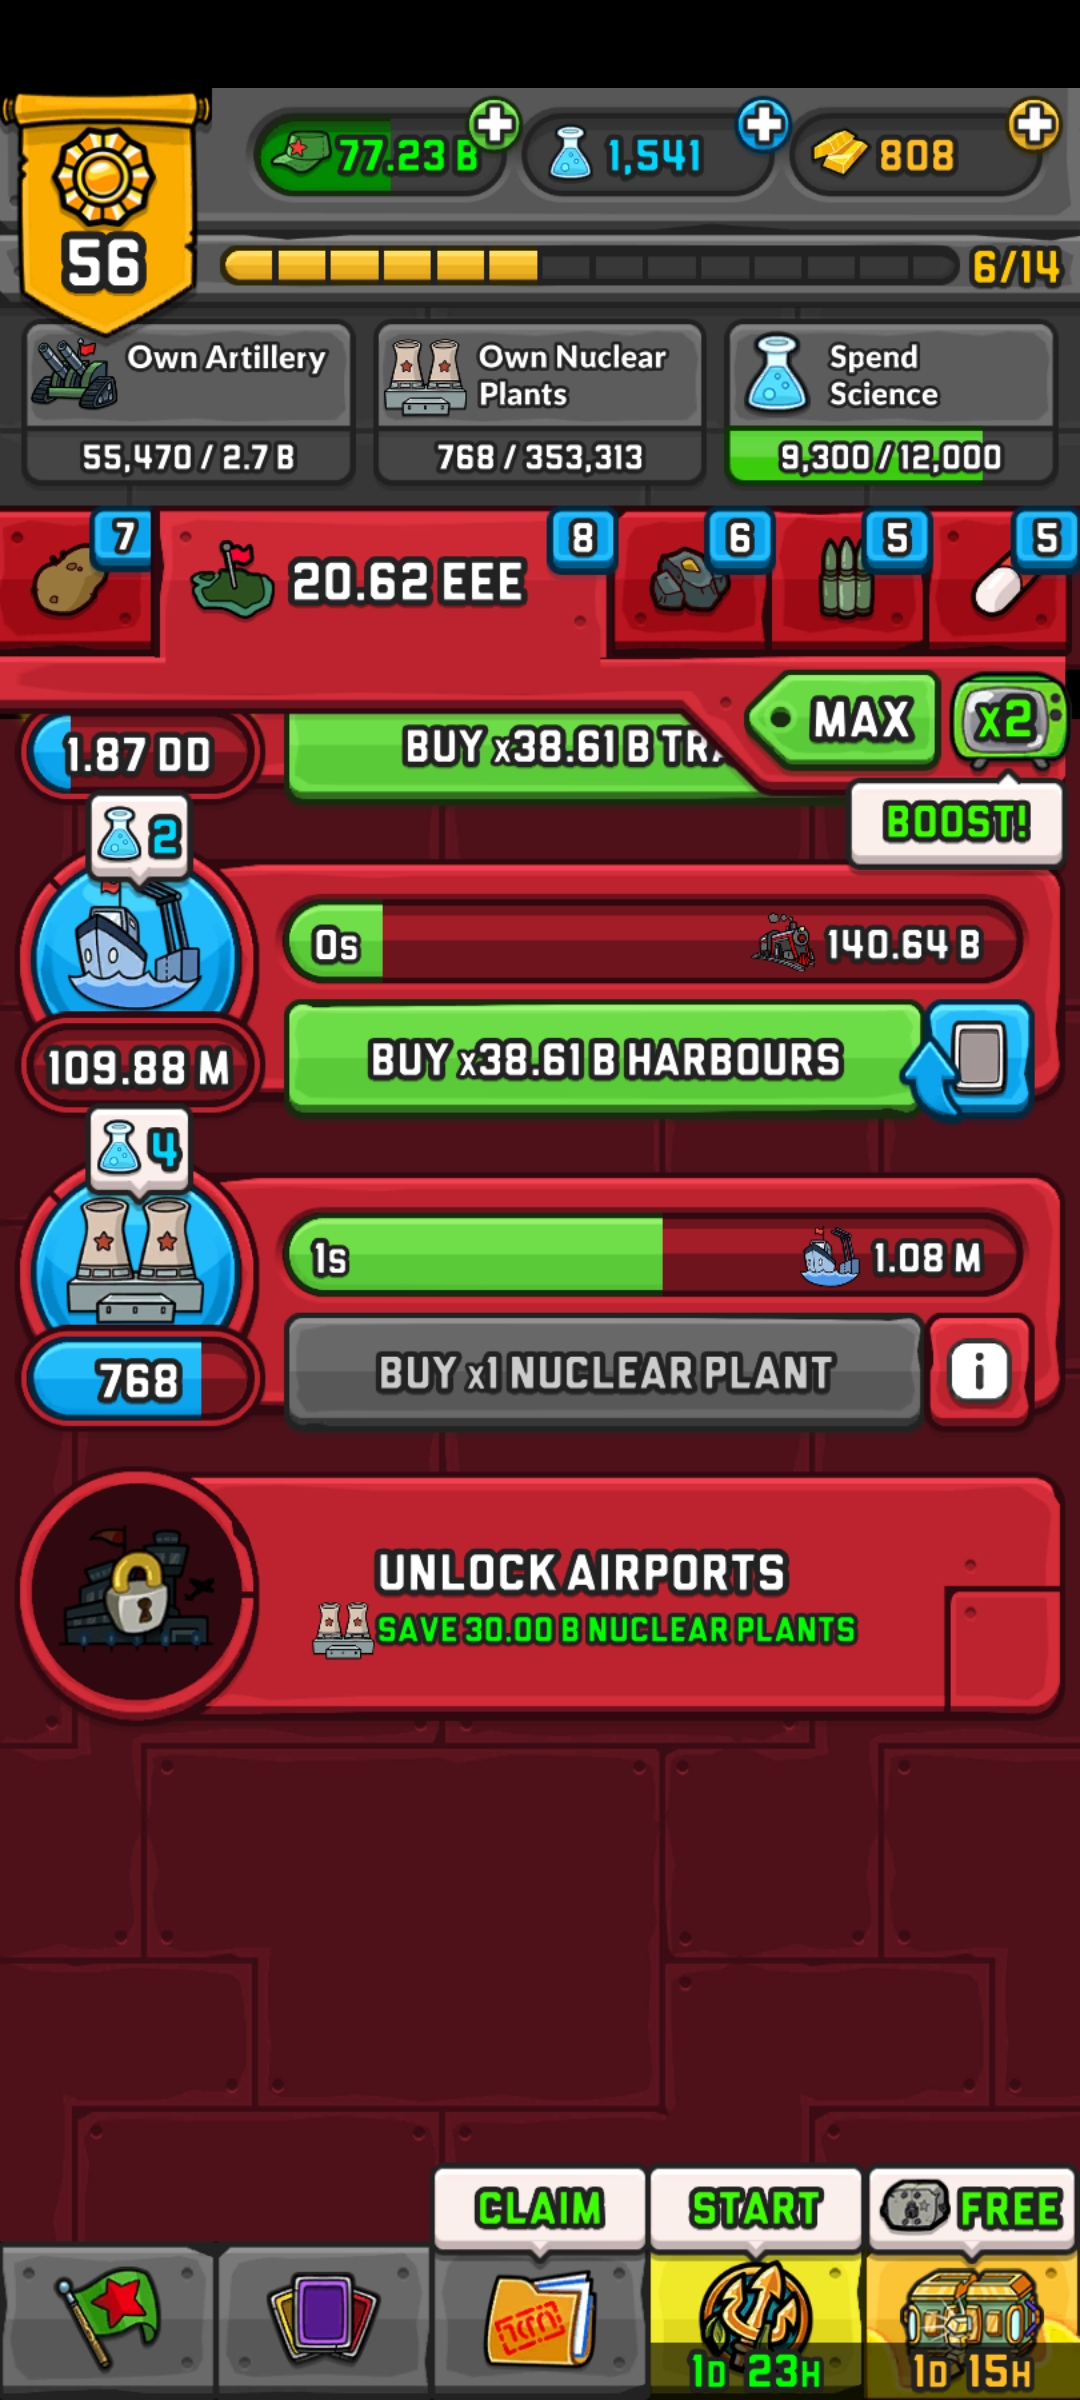 77.23 B
1,541
808
56
6/14
Own Artillery
55,470 / 2.7 B
Own Nuclear
Plants
768 / 353,313
Spend
Science
9,300 / 12,000
7
20.62 EEE
8
6
5
5
MAX
x2
BOOST!
1.87 DD
BUY x38.61 B TRA
2
0s
140.64 B
109.88 M
BUY x38.61 B HARBOURS
4
1s
1.08 M
768
BUY x1 NUCLEAR PLANT
i
UNLOCK AIRPORTS
SAVE 30.00 B NUCLEAR PLANTS
CLAIM
START
FREE
1D 23H
1D 15H